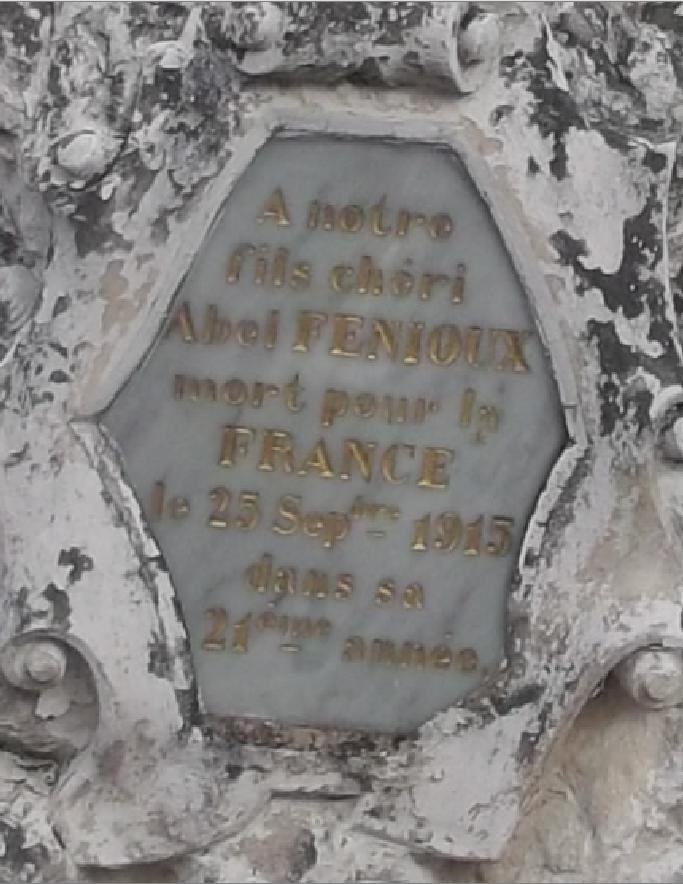 A notre
fils chéri
Abel FENIOUX
mort pour la
FRANCE
le 25 Sepbre 1915
dans sa
21ème année.